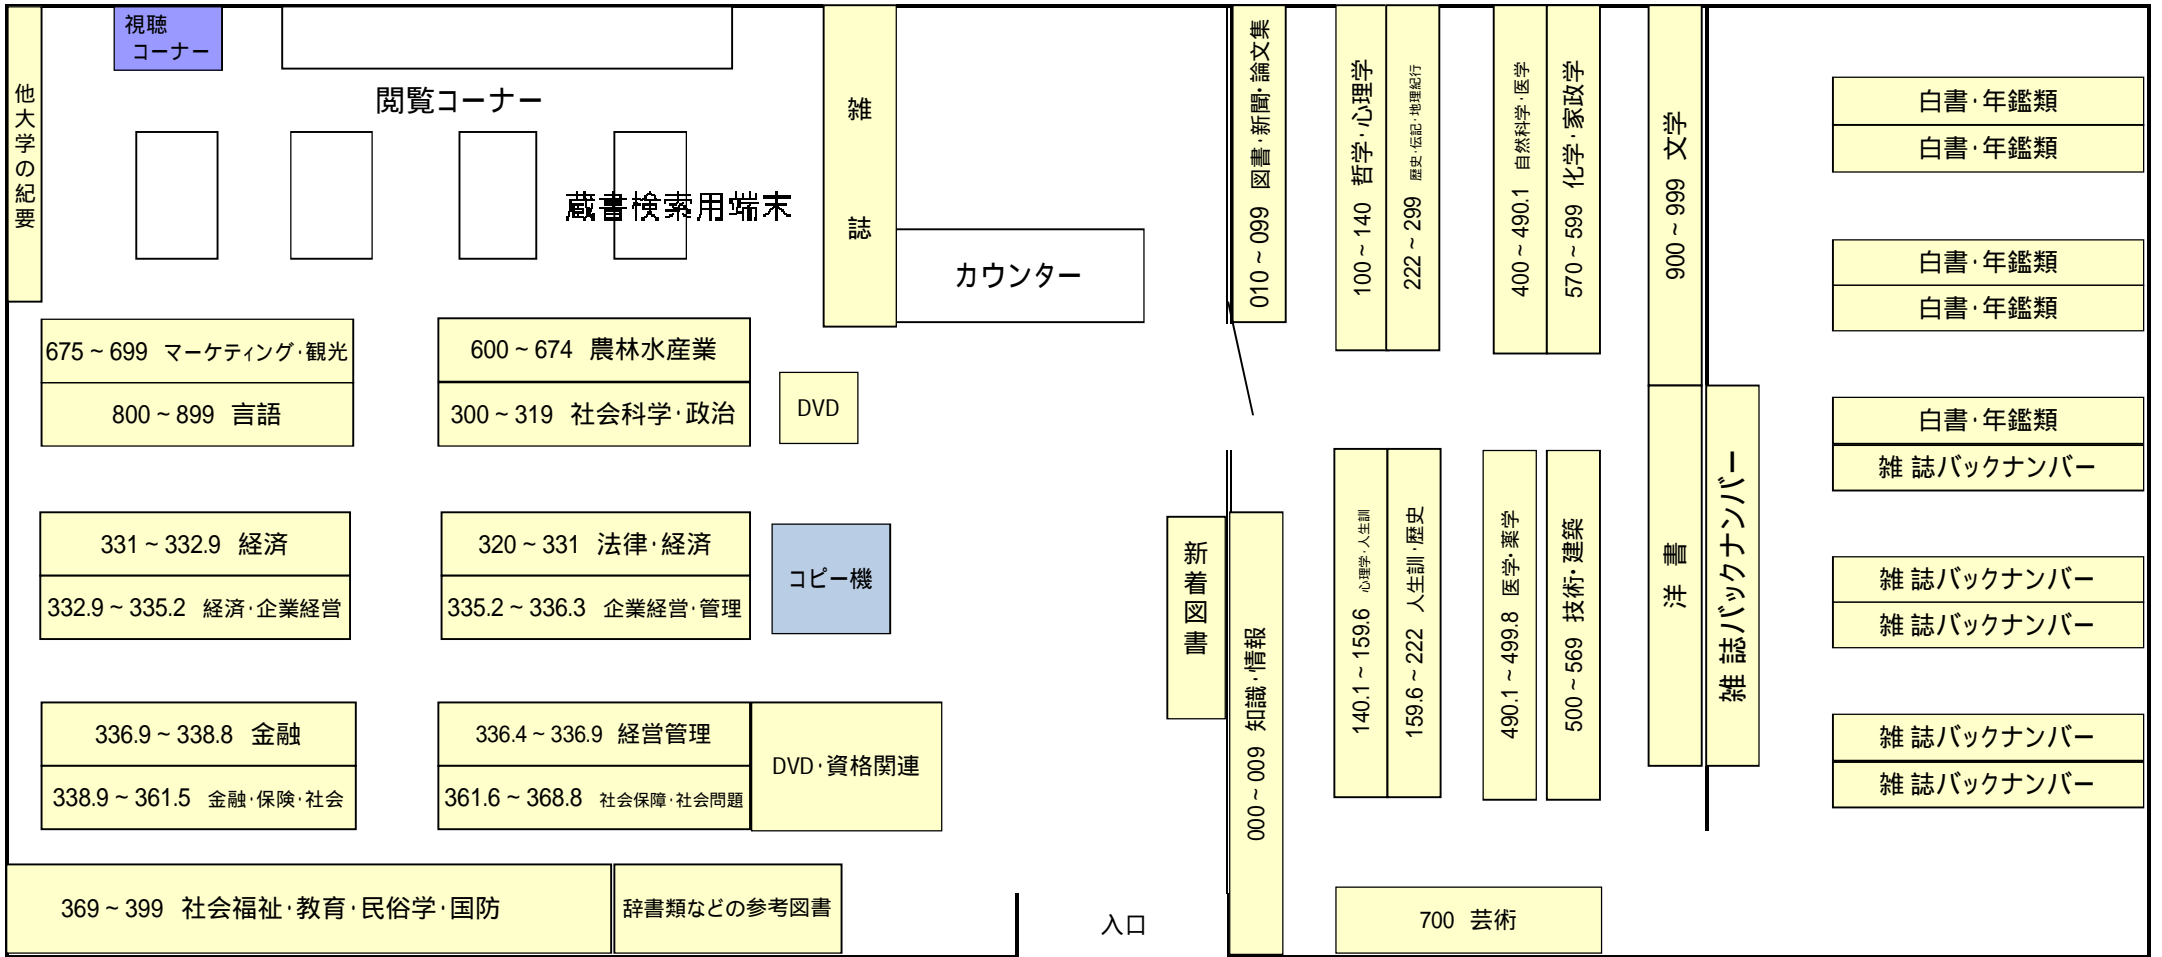 視聴
コーナー
他大学の紀要
閲覧コーナー
蔵書検索用端末
雑誌
カウンター
675~699 マーケティング・観光
800~899 言語
600~674 農林水産業
300~319 社会科学・政治
DVD
331~332.9 経済
332.9~335.2 経済・企業経営
320~331 法律・経済
335.2~336.3 企業経営・管理
コピー機
336.9~338.8 金融
338.9~361.5 金融・保険・社会
336.4~336.9 経営管理
361.6~368.8 社会保障・社会問題
DVD・資格関連
369~399 社会福祉・教育・民俗学・国防
辞書類などの参考図書
入口
新着図書
010~099 図書・新聞・論文集
000~009 知識・情報
100~140 哲学・心理学
222~299 歴史・伝記・地理紀行
400~490.1 自然科学・医学
570~599 化学・家政学
900~999 文学
140.1~159.6 心理学・人生訓
159.6~222 人生訓・歴史
490.1~499.8 医学・薬学
500~569 技術・建築
洋書
雑誌バックナンバー
700 芸術
白書・年鑑類
白書・年鑑類
白書・年鑑類
白書・年鑑類
白書・年鑑類
雑誌バックナンバー
雑誌バックナンバー
雑誌バックナンバー
雑誌バックナンバー
雑誌バックナンバー